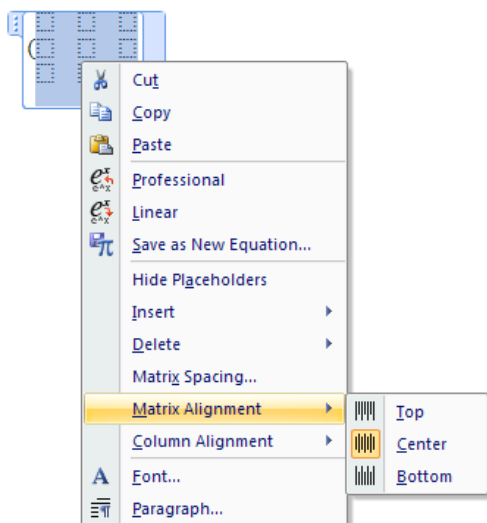 Cut
Copy
Paste
Professional
Linear
Save as New Equation...
Hide Placeholders
Insert
Delete
Matrix Spacing...
Matrix Alignment
Column Alignment
Font...
Paragraph...
Top
Center
Bottom